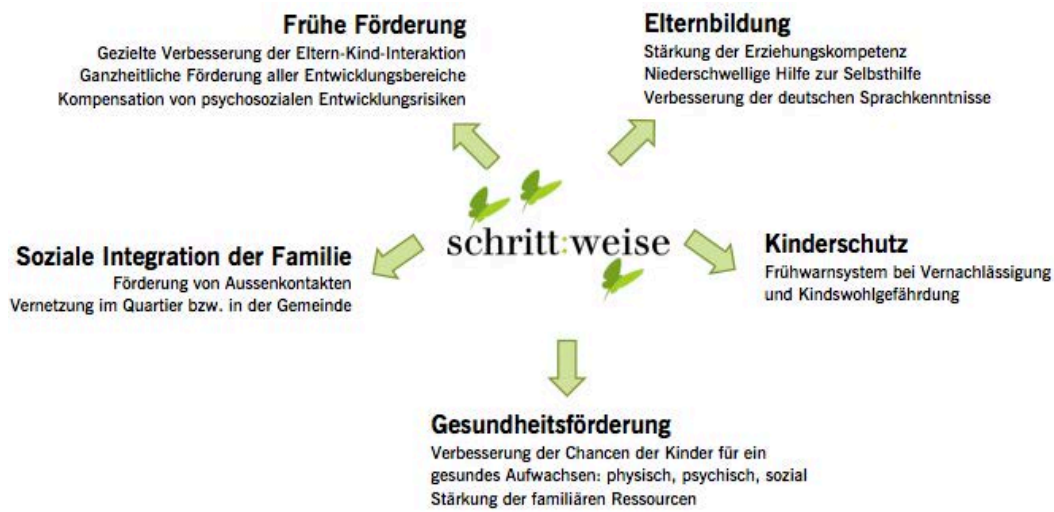 Frühe Förderung
Gezielte Verbesserung der Eltern-Kind-Interaktion
Ganzheitliche Förderung aller Entwicklungsbereiche
Kompensation von psychosozialen Entwicklungsrisiken
Elternbildung
Stärkung der Erziehungskompetenz
Niederschwellige Hilfe zur Selbsthilfe
Verbesserung der deutschen Sprachkenntnisse
schritt:weise
Soziale Integration der Familie
Förderung von Aussenkontakten
Vernetzung im Quartier bzw. in der Gemeinde
Kinderschutz
Frühwarnsystem bei Vernachlässigung
und Kindswohlgefährdung
Gesundheitsförderung
Verbesserung der Chancen der Kinder für ein
gesundes Aufwachsen: physisch, psychisch, sozial
Stärkung der familiären Ressourcen